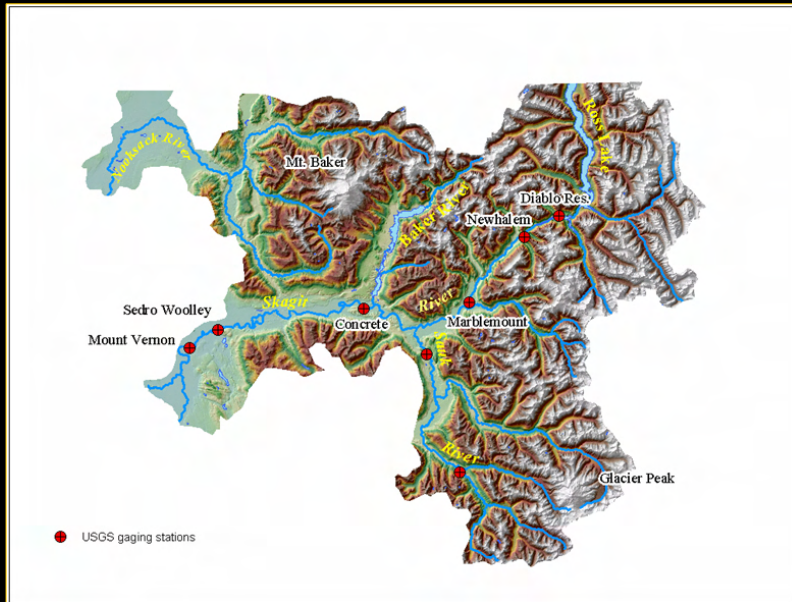 Nooksack River
Mt. Baker
Ross Lake
Baker River
Diablo Res.
Newhalem
Skagit
River
Sedro Woolley
Concrete
Marblemount
Mount Vernon
Sauk
River
Glacier Peak
USGS gaging stations